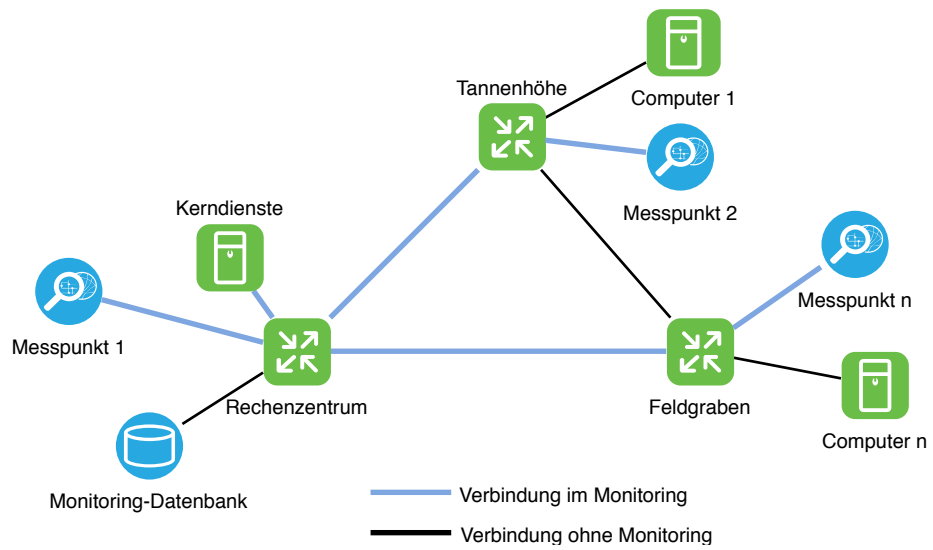 Tannenhöhe
Computer 1
Kerndienste
Messpunkt 2
Messpunkt n
Messpunkt 1
Rechenzentrum
Feldgraben
Computer n
Monitoring-Datenbank
Verbindung im Monitoring
Verbindung ohne Monitoring